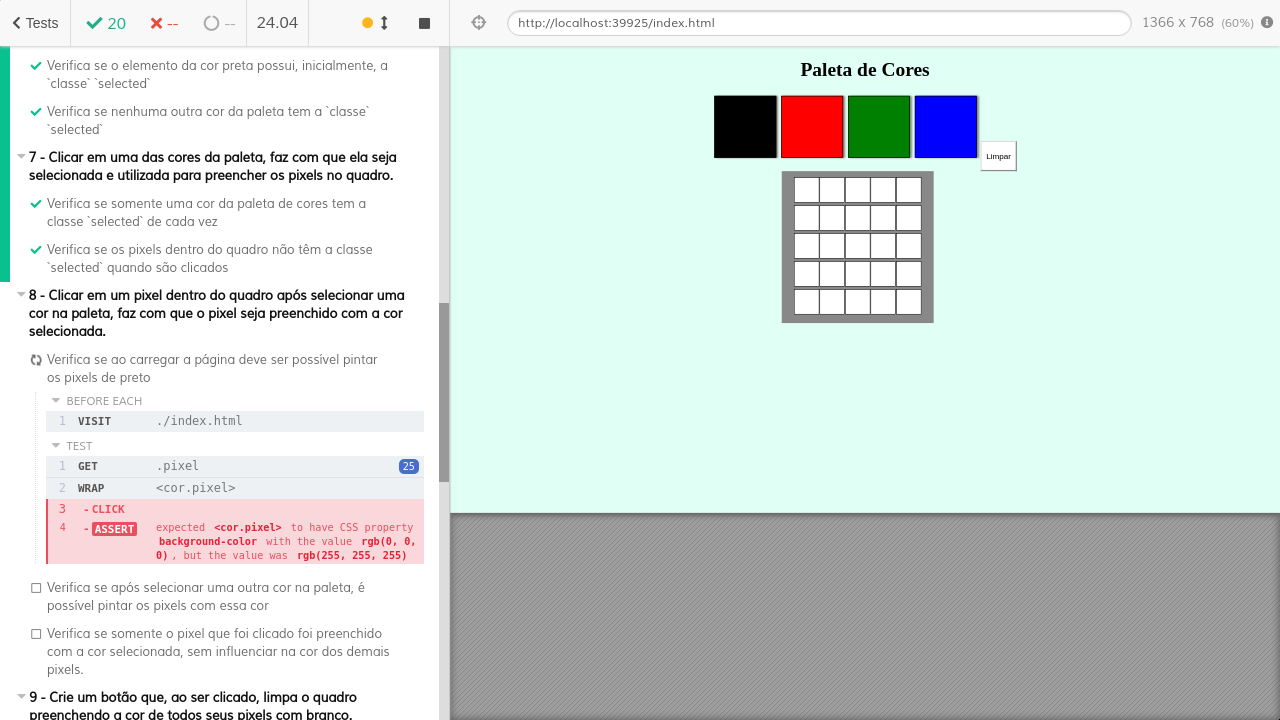 Tests 20 -- -- 24.04
http://localhost:39925/index.html 1366 x 768 (60%)
Verifica se o elemento da cor preta possui, inicialmente, a
`classe` `selected`
Verifica se nenhuma outra cor da paleta tem a `classe`
`selected`
7 - Clicar em uma das cores da paleta, faz com que ela seja
selecionada e utilizada para preencher os pixels no quadro.
Verifica se somente uma cor da paleta de cores tem a
classe `selected` de cada vez
Verifica se os pixels dentro do quadro não têm a classe
`selected` quando são clicados
8 - Clicar em um pixel dentro do quadro após selecionar uma
cor na paleta, faz com que o pixel seja preenchido com a cor
selecionada.
Verifica se ao carregar a página deve ser possível pintar
os pixels de preto
BEFORE EACH
1 VISIT ./index.html
TEST
1 GET .pixel 25
2 WRAP <cor.pixel>
3 - CLICK
4 - ASSERT expected <cor.pixel> to have CSS property
background-color with the value rgb(0, 0,
0) , but the value was rgb(255, 255, 255)
Verifica se após selecionar uma outra cor na paleta, é
possível pintar os pixels com essa cor
Verifica se somente o pixel que foi clicado foi preenchido
com a cor selecionada, sem influenciar na cor dos demais
pixels.
9 - Crie um botão que, ao ser clicado, limpa o quadro
preenchendo a cor de todos seus pixels com branco.
Paleta de Cores
Limpar